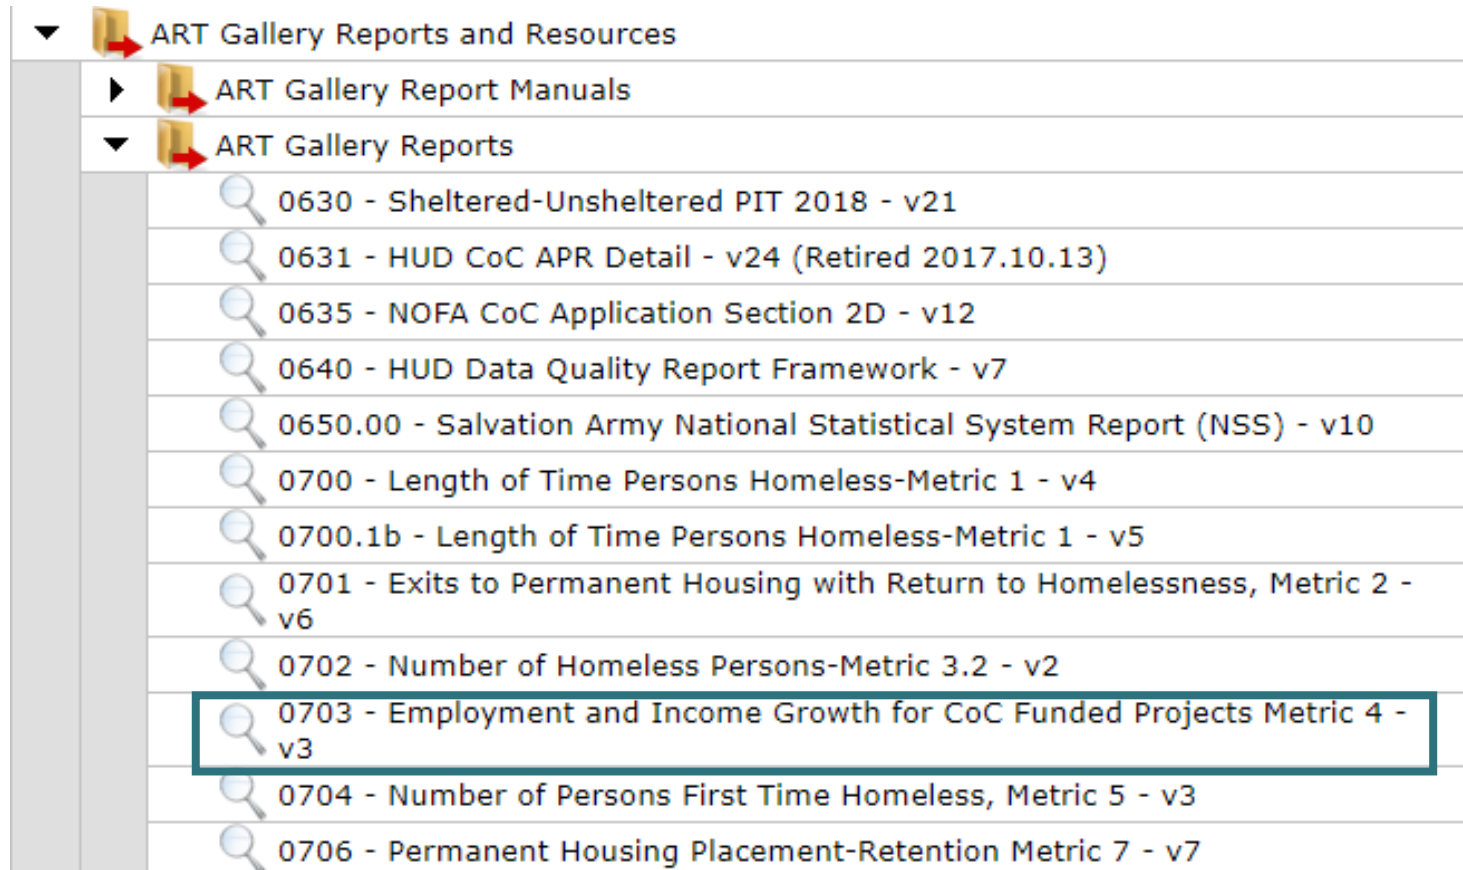 ART Gallery Reports and Resources
ART Gallery Report Manuals
ART Gallery Reports
0630 - Sheltered-Unsheltered PIT 2018 - v21
0631 - HUD CoC APR Detail - v24 (Retired 2017.10.13)
0635 - NOFA CoC Application Section 2D - v12
0640 - HUD Data Quality Report Framework - v7
0650.00 - Salvation Army National Statistical System Report (NSS) - v10
0700 - Length of Time Persons Homeless-Metric 1 - v4
0700.1b - Length of Time Persons Homeless-Metric 1 - v5
0701 - Exits to Permanent Housing with Return to Homelessness, Metric 2 -
v6
0702 - Number of Homeless Persons-Metric 3.2 - v2
0703 - Employment and Income Growth for CoC Funded Projects Metric 4 -
v3
0704 - Number of Persons First Time Homeless, Metric 5 - v3
0706 - Permanent Housing Placement-Retention Metric 7 - v7